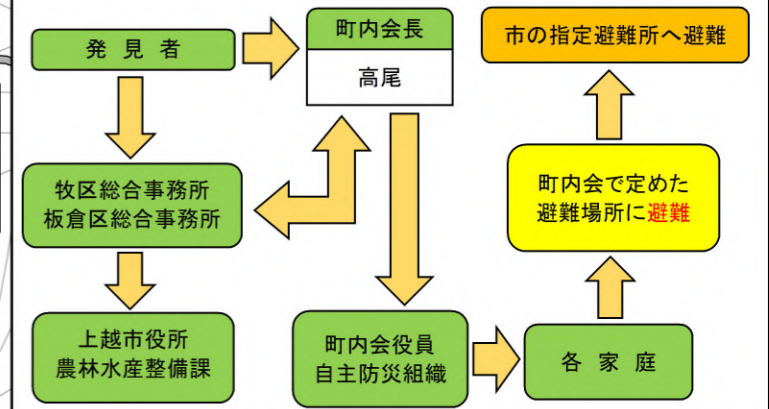 発見者
町内会長
高尾
市の指定避難所へ避難
牧区総合事務所
板倉区総合事務所
町内会で定めた
避難場所に避難
上越市役所
農林水産整備課
町内会役員
自主防災組織
各家庭